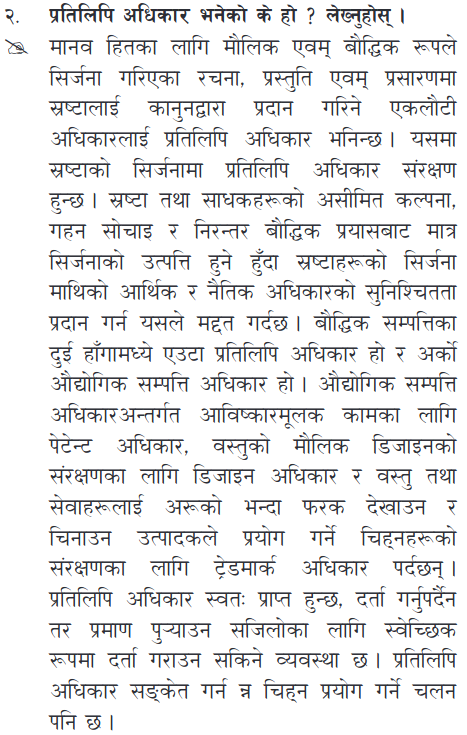 २. प्रतिलिपि अधिकार भनेको के हो ? लेख्नुहोस् ।
मानव हितका लागि मौलिक एवम् बौद्धिक रूपले
सिर्जना गरिएका रचना, प्रस्तुति एवम् प्रसारणमा
स्रष्टालाई कानुनद्वारा प्रदान गरिने एकलौटी
अधिकारलाई प्रतिलिपि अधिकार भनिन्छ । यसमा
स्रष्टाको सिर्जनामा प्रतिलिपि अधिकार संरक्षण
हुन्छ । स्रष्टा तथा साधकहरूको असीमित कल्पना,
गहन सोचाइ र निरन्तर बौद्धिक प्रयासबाट मात्र
सिर्जनाको उत्पत्ति हुने हुँदा स्रष्टाहरूको सिर्जना
माथिको आर्थिक र नैतिक अधिकारको सुनिश्चितता
प्रदान गर्न यसले मद्दत गर्दछ । बौद्धिक सम्पत्तिका
दुई हाँगामध्ये एउटा प्रतिलिपि अधिकार हो र अर्को
औद्योगिक सम्पत्ति अधिकार हो । औद्योगिक सम्पत्ति
अधिकारअन्तर्गत आविष्कारमूलक कामका लागि
पेटेन्ट अधिकार, वस्तुको मौलिक डिजाइनको
संरक्षणका लागि डिजाइन अधिकार र वस्तु तथा
सेवाहरूलाई अरूको भन्दा फरक देखाउन र
चिनाउन उत्पादकले प्रयोग गर्ने चिह्नहरूको
संरक्षणका लागि ट्रेडमार्क अधिकार पर्दछन् ।
प्रतिलिपि अधिकार स्वतः प्राप्त हुन्छ, दर्ता गर्नुपर्दैन
तर प्रमाण पुऱ्याउन सजिलोका लागि स्वेच्छिक
रूपमा दर्ता गराउन सकिने व्यवस्था छ । प्रतिलिपि
अधिकार सङ्केत गर्न न्न चिह्न प्रयोग गर्ने चलन
पनि छ ।